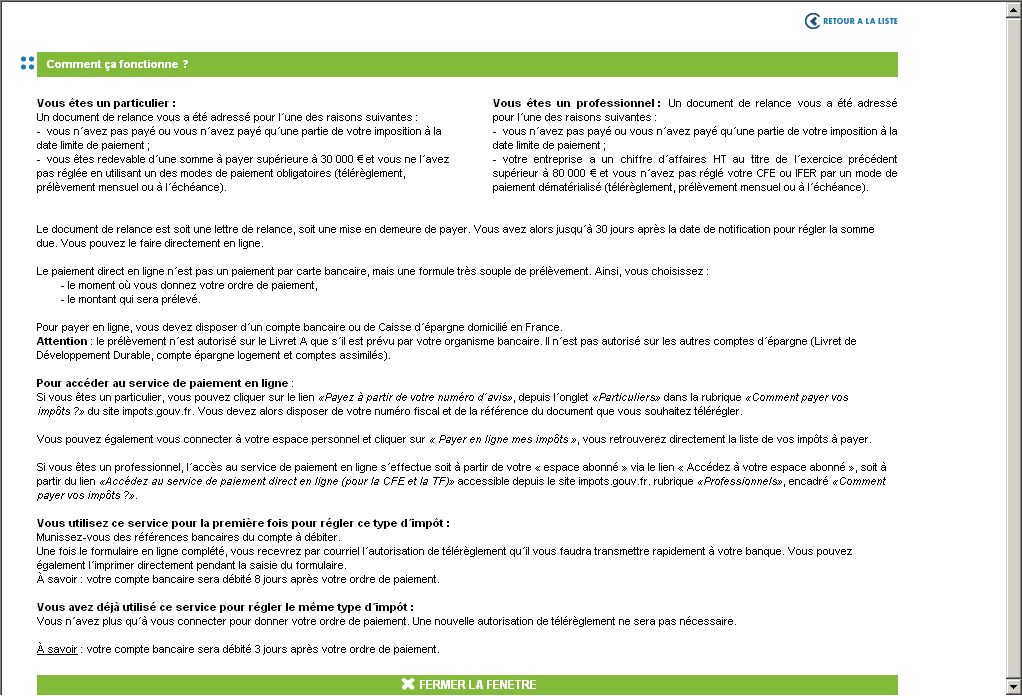 RETOUR A LA LISTE
Comment ça fonctionne ?
Vous êtes un particulier :
Un document de relance vous a été adressé pour l´une des raisons suivantes :
- vous n´avez pas payé ou vous n´avez payé qu´une partie de votre imposition à la
date limite de paiement ;
- vous êtes redevable d´une somme à payer supérieure à 30 000 € et vous ne l´avez
pas réglée en utilisant un des modes de paiement obligatoires (télérèglement,
prélèvement mensuel ou à l´échéance).
Vous êtes un professionnel : Un document de relance vous a été adressé
pour l´une des raisons suivantes :
- vous n´avez pas payé ou vous n´avez payé qu´une partie de votre imposition à la
date limite de paiement ;
- votre entreprise a un chiffre d´affaires HT au titre de l´exercice précédent
supérieur à 80 000 € et vous n´avez pas réglé votre CFE ou IFER par un mode de
paiement dématérialisé (télérèglement, prélèvement mensuel ou à l´échéance).
Le document de relance est soit une lettre de relance, soit une mise en demeure de payer. Vous avez alors jusqu´à 30 jours après la date de notification pour régler la somme
due. Vous pouvez le faire directement en ligne.
Le paiement direct en ligne n´est pas un paiement par carte bancaire, mais une formule très souple de prélèvement. Ainsi, vous choisissez :
- le moment où vous donnez votre ordre de paiement,
- le montant qui sera prélevé.
Pour payer en ligne, vous devez disposer d´un compte bancaire ou de Caisse d´épargne domicilié en France.
Attention : le prélèvement n´est autorisé sur le Livret A que s´il est prévu par votre organisme bancaire. Il n´est pas autorisé sur les autres comptes d´épargne (Livret de
Développement Durable, compte épargne logement et comptes assimilés).
Pour accéder au service de paiement en ligne :
Si vous êtes un particulier, vous pouvez cliquer sur le lien «Payez à partir de votre numéro d´avis», depuis l´onglet «Particuliers» dans la rubrique «Comment payer vos
impôts ?» du site impots.gouv.fr. Vous devez alors disposer de votre numéro fiscal et de la référence du document que vous souhaitez télérégler.
Vous pouvez également vous connecter à votre espace personnel et cliquer sur « Payer en ligne mes impôts », vous retrouverez directement la liste de vos impôts à payer.
Si vous êtes un professionnel, l´accès au service de paiement en ligne s´effectue soit à partir de votre « espace abonné » via le lien « Accédez à votre espace abonné », soit à
partir du lien «Accédez au service de paiement direct en ligne (pour la CFE et la TF)» accessible depuis le site impots.gouv.fr. rubrique «Professionnels», encadré «Comment
payer vos impôts ?».
Vous utilisez ce service pour la première fois pour régler ce type d´impôt :
Munissez-vous des références bancaires du compte à débiter.
Une fois le formulaire en ligne complété, vous recevrez par courriel l´autorisation de télérèglement qu´il vous faudra transmettre rapidement à votre banque. Vous pouvez
également l´imprimer directement pendant la saisie du formulaire.
À savoir : votre compte bancaire sera débité 8 jours après votre ordre de paiement.
Vous avez déjà utilisé ce service pour régler le même type d´impôt :
Vous n´avez plus qu´à vous connecter pour donner votre ordre de paiement. Une nouvelle autorisation de télérèglement ne sera pas nécessaire.
À savoir : votre compte bancaire sera débité 3 jours après votre ordre de paiement.
FERMER LA FENETRE